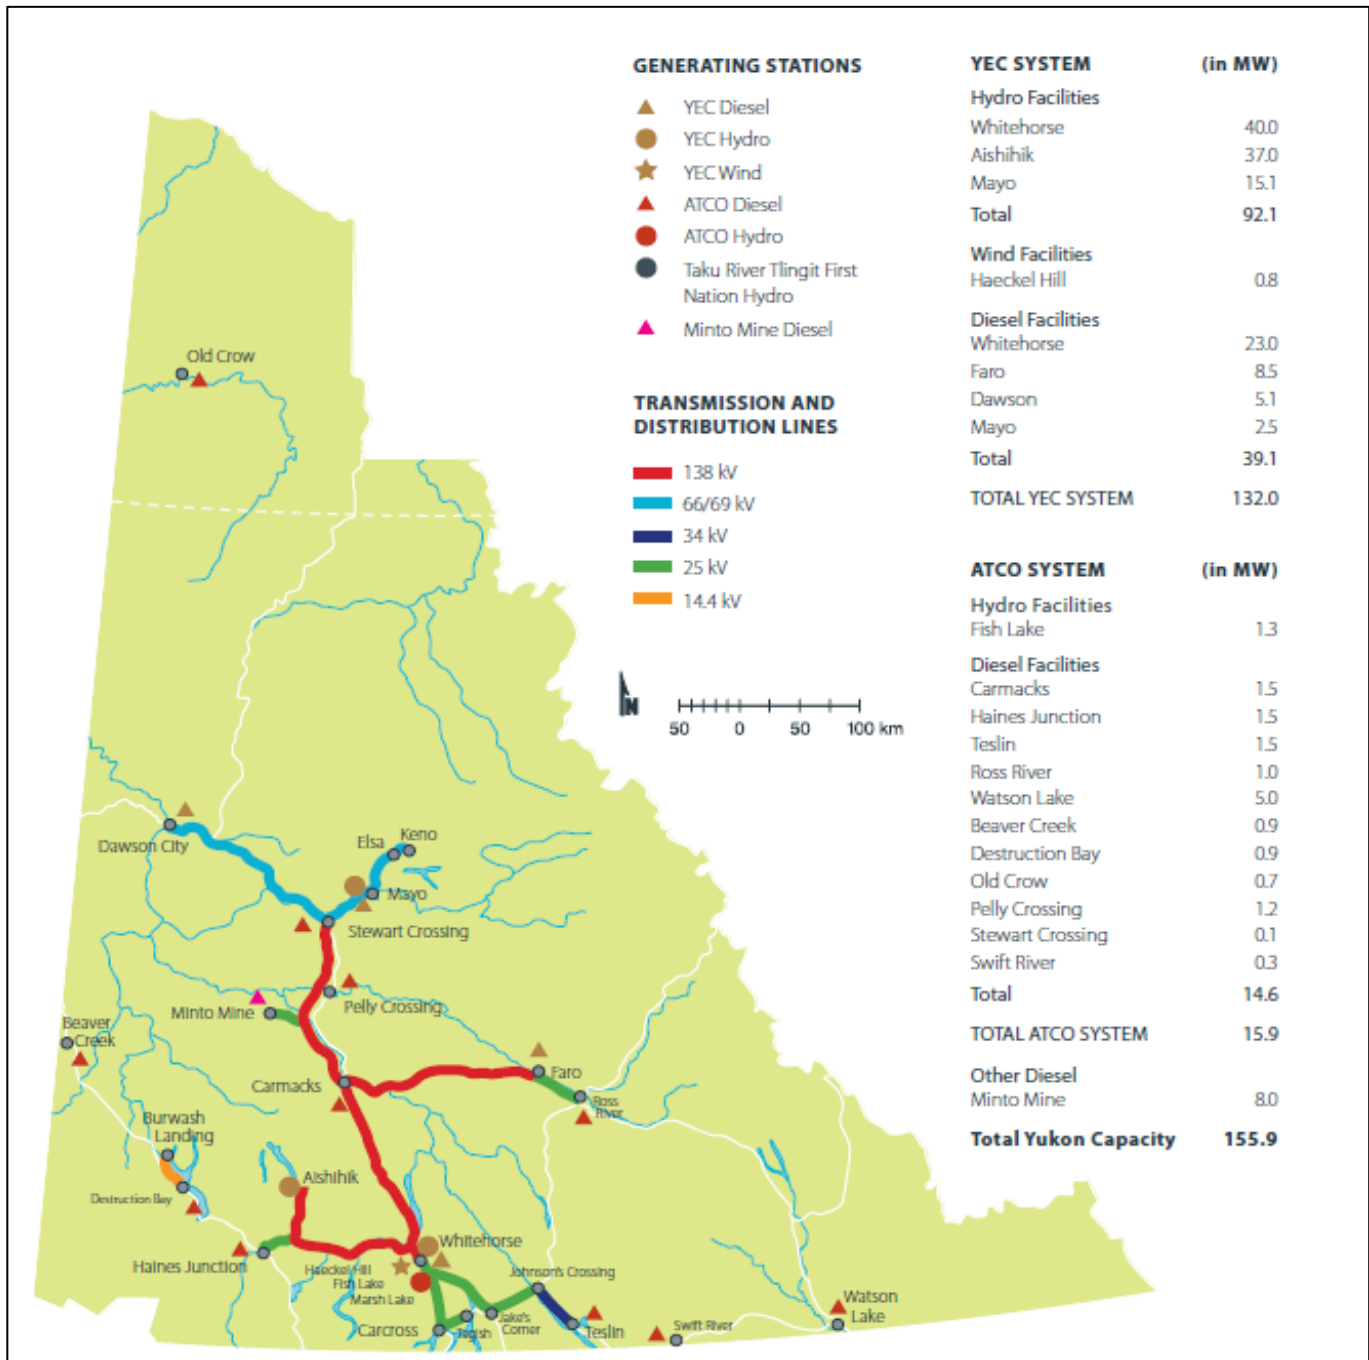 GENERATING STATIONS
YEC Diesel
YEC Hydro
YEC Wind
ATCO Diesel
ATCO Hydro
Taku River Tlingit First
Nation Hydro
Minto Mine Diesel
TRANSMISSION AND
DISTRIBUTION LINES
138 kV
66/69 kV
34 kV
25 kV
14.4 kV
N
50 0 50 100 km
YEC SYSTEM (in MW)
Hydro Facilities
Whitehorse 40.0
Aishihik 37.0
Mayo 15.1
Total 92.1
Wind Facilities
Haeckel Hill 0.8
Diesel Facilities
Whitehorse 23.0
Faro 8.5
Dawson 5.1
Mayo 2.5
Total 39.1
TOTAL YEC SYSTEM 132.0
ATCO SYSTEM (in MW)
Hydro Facilities
Fish Lake 1.3
Diesel Facilities
Carmacks 1.5
Haines Junction 1.5
Teslin 1.5
Ross River 1.0
Watson Lake 5.0
Beaver Creek 0.9
Destruction Bay 0.9
Old Crow 0.7
Pelly Crossing 1.2
Stewart Crossing 0.1
Swift River 0.3
Total 14.6
TOTAL ATCO SYSTEM 15.9
Other Diesel
Minto Mine 8.0
Total Yukon Capacity 155.9
Old Crow
Dawson City
Elsa
Keno
Mayo
Stewart Crossing
Pelly Crossing
Minto Mine
Beaver
Creek
Carmacks
Faro
Ross
River
Burwash
Landing
Destruction Bay
Aishihik
Haines Junction
Whitehorse
Haeckel Hill
Fish Lake
Marsh Lake
Johnson's Crossing
Carcross
Tagish
Jake's
Corner
Teslin
Swift River
Watson
Lake